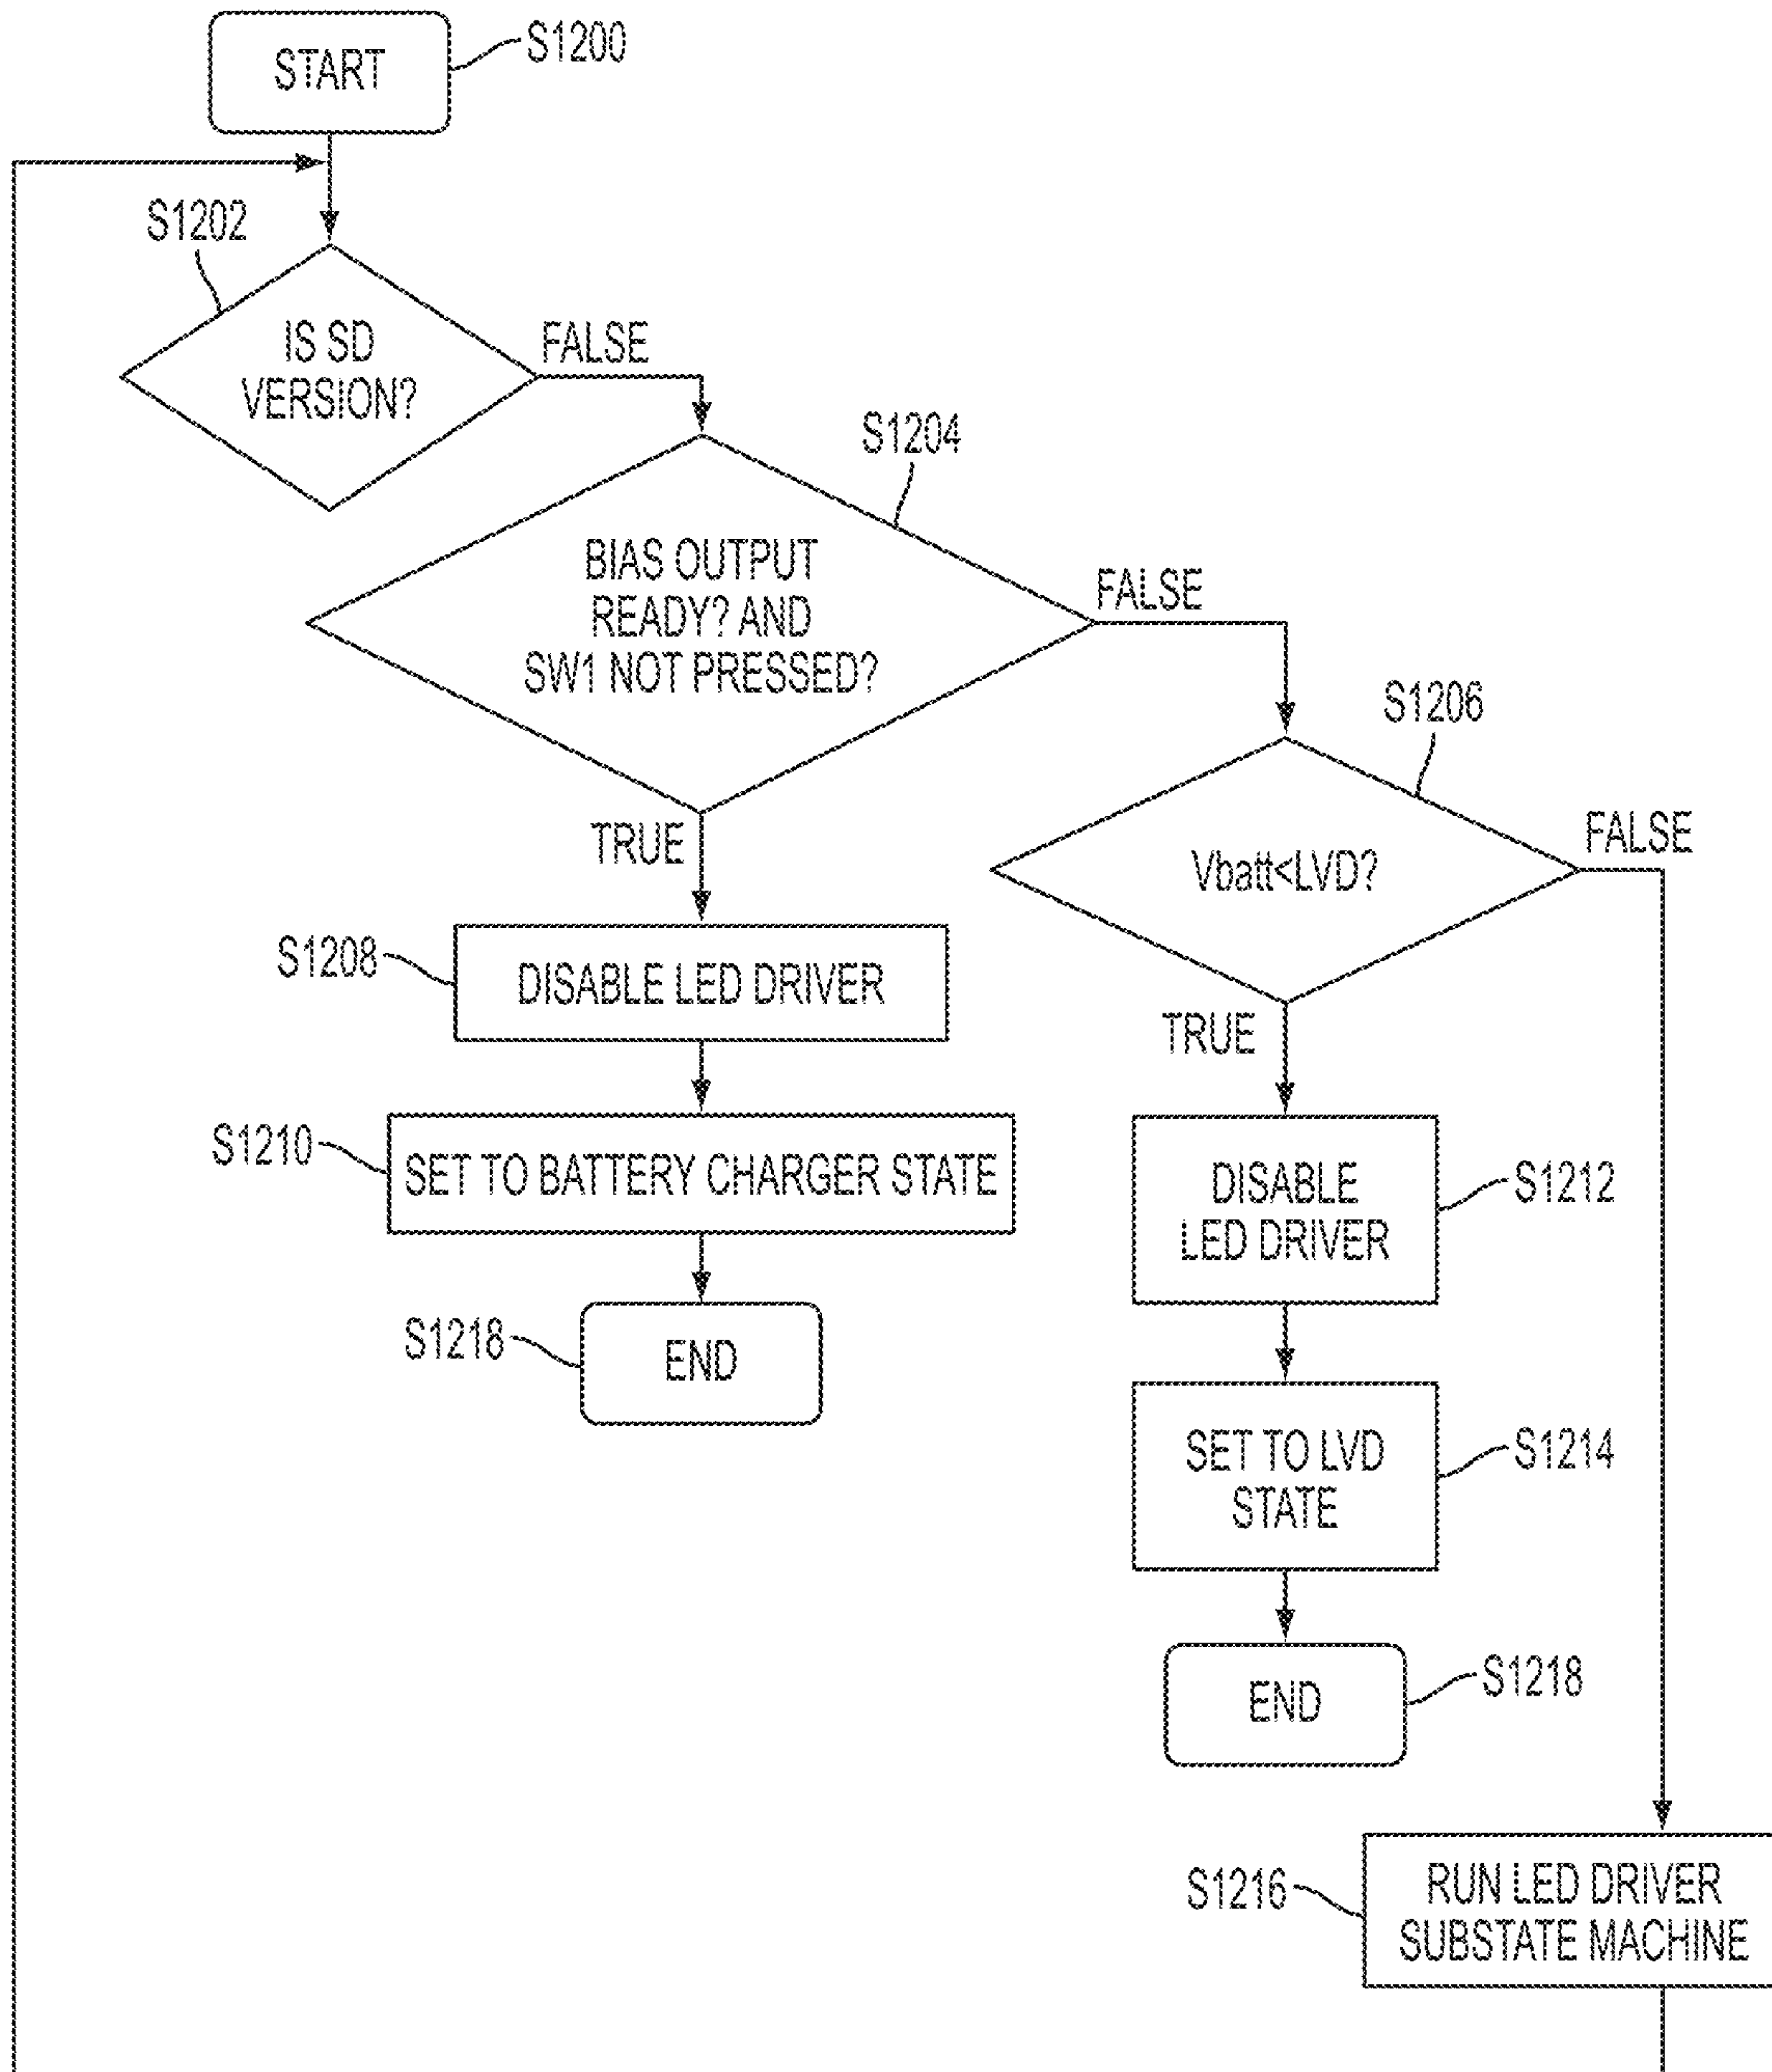 START
S1200
S1202
IS SD
VERSION?
FALSE
S1204
BIAS OUTPUT
READY? AND
SW1 NOT PRESSED?
FALSE
TRUE
S1206
Vbatt<LVD?
FALSE
TRUE
S1208
DISABLE LED DRIVER
S1210
SET TO BATTERY CHARGER STATE
S1218
END
DISABLE
LED DRIVER
S1212
SET TO LVD
STATE
S1214
END
S1218
S1216
RUN LED DRIVER
SUBSTATE MACHINE